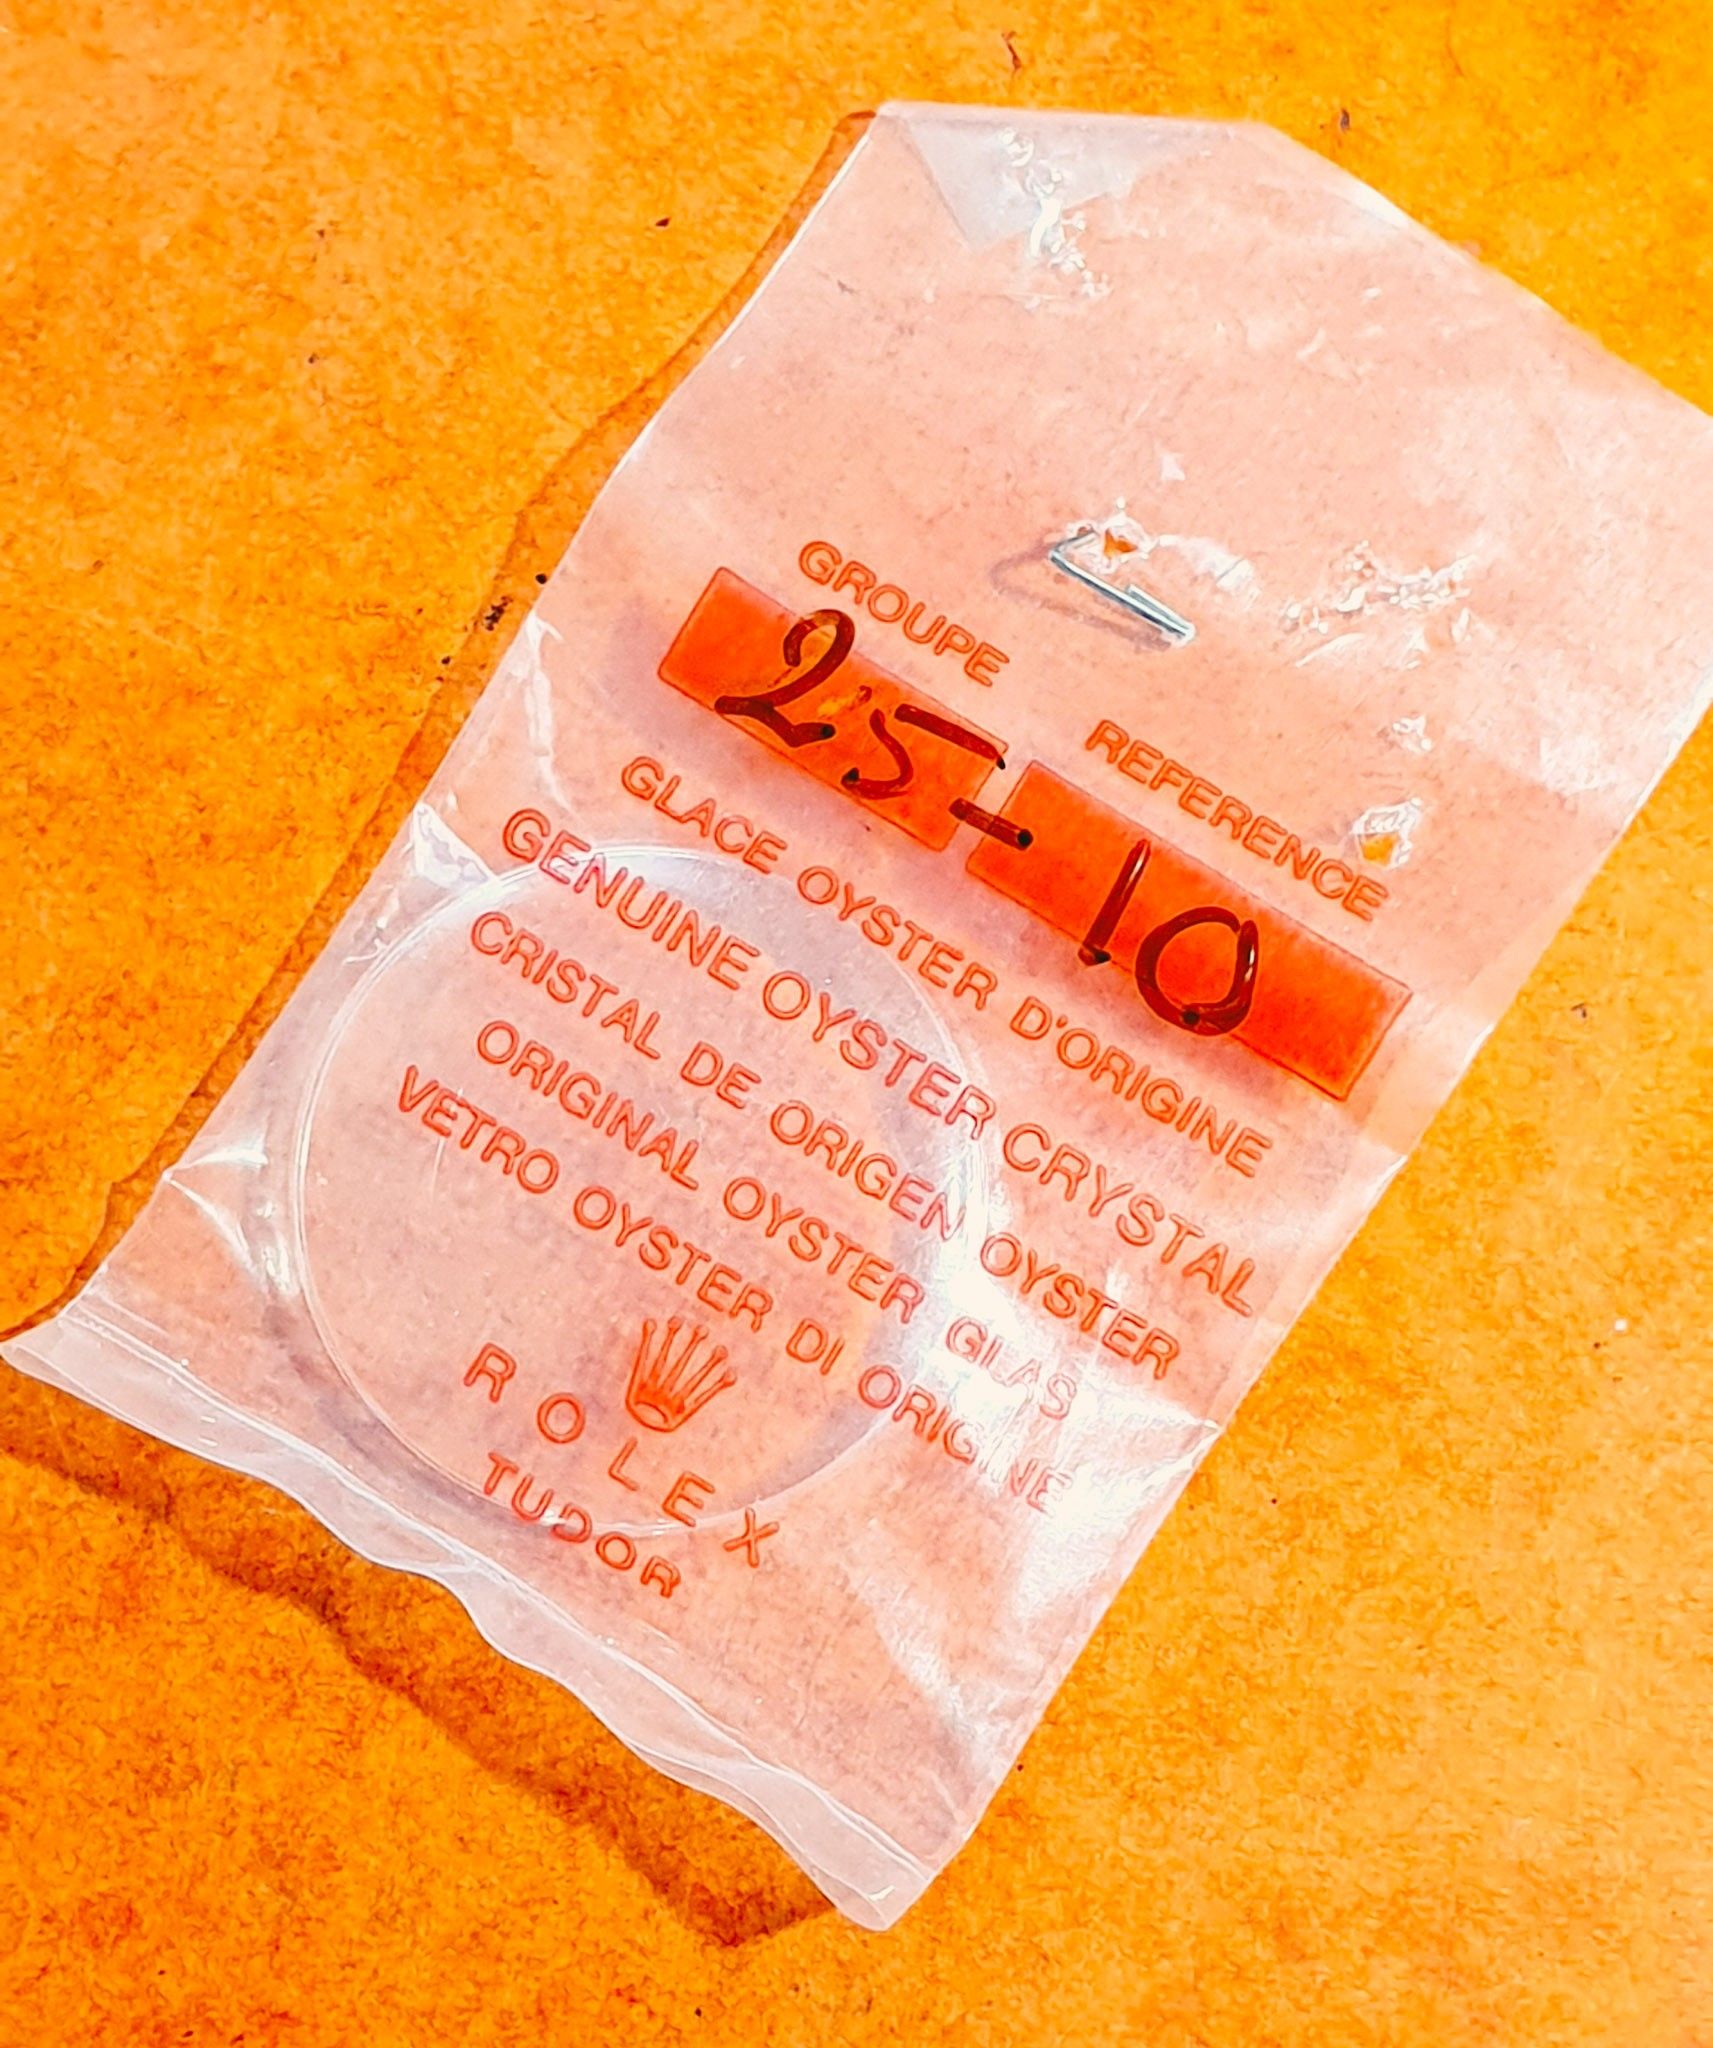 GROUPE REFERENCE
25-10
GLACE OYSTER D'ORIGINE
GENUINE OYSTER CRYSTAL
CRISTAL DE ORIGEN OYSTER
ORIGINAL OYSTER GLAS
VETRO OYSTER DI ORIGINE
ROLEX
TUDOR